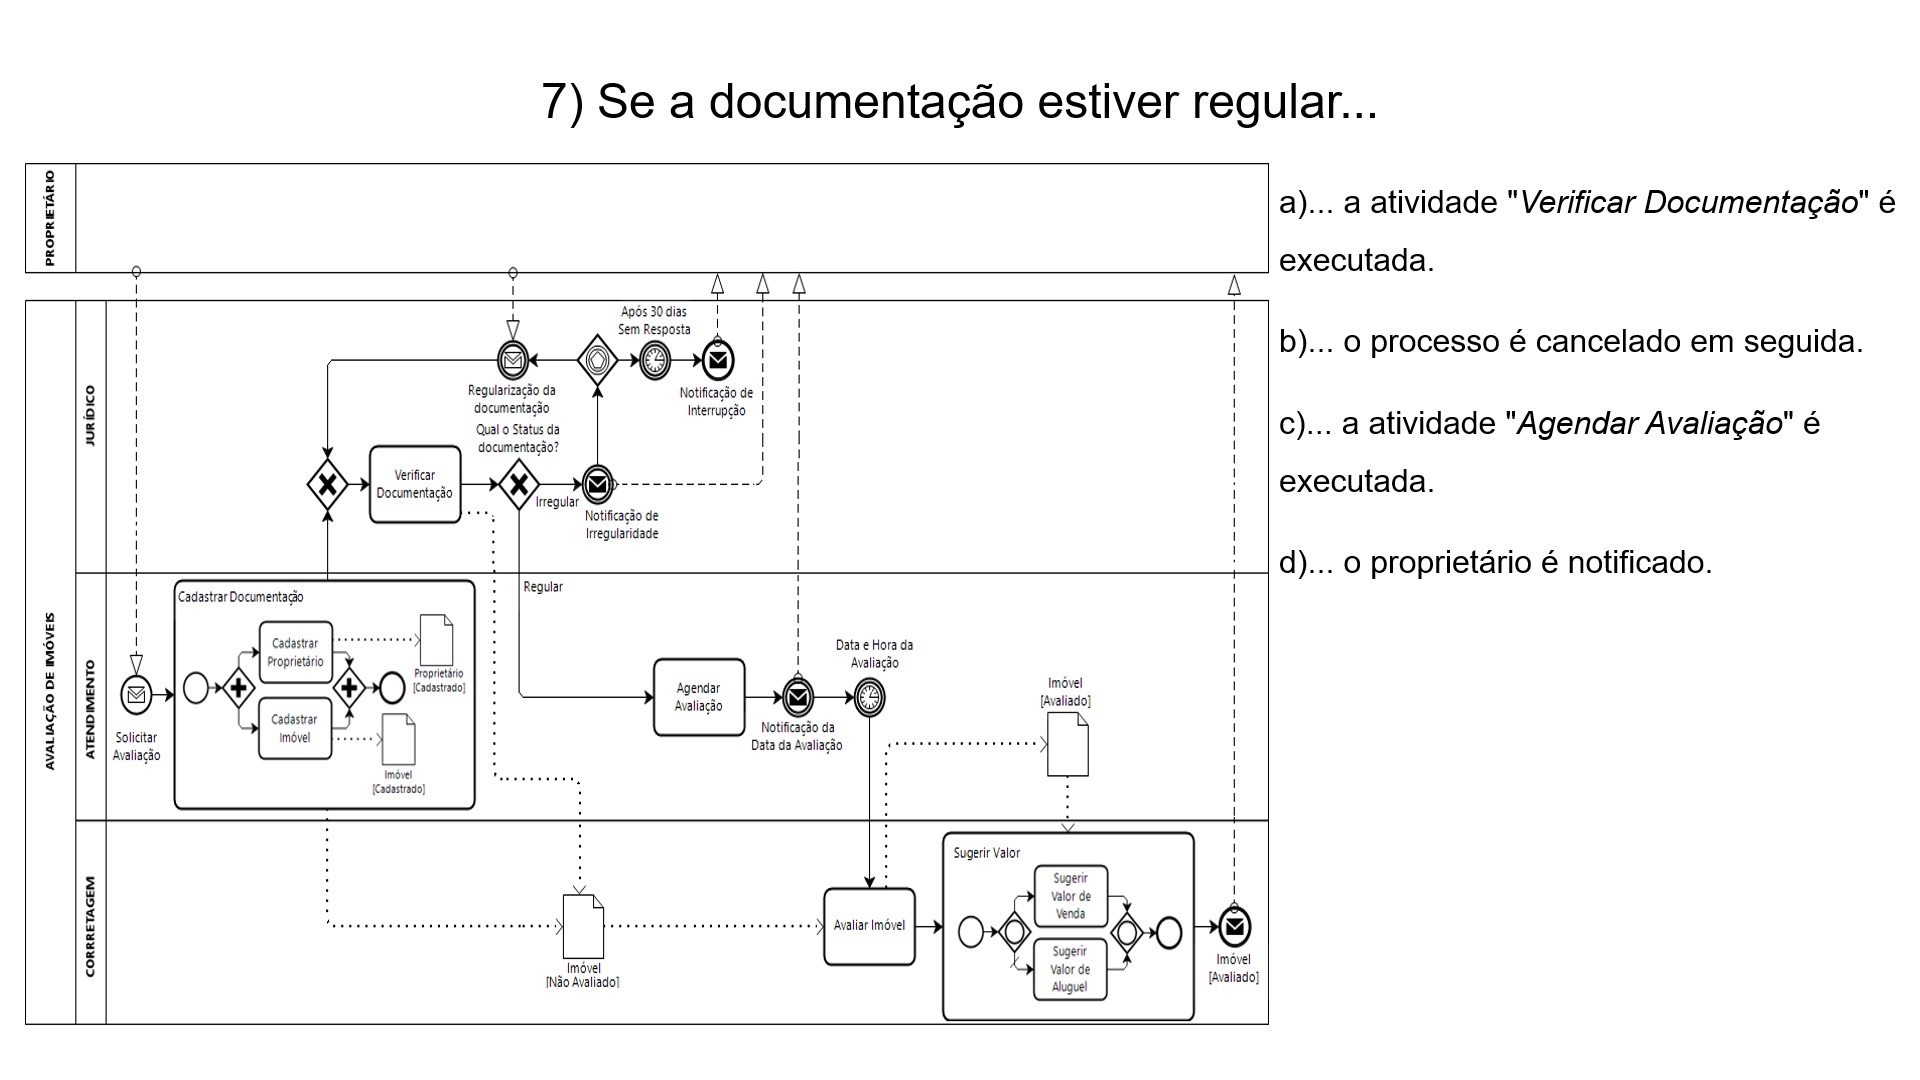 7) Se a documentação estiver regular...
PROPRIETÁRIO
a)... a atividade "Verificar Documentação" é
executada.
b)... o processo é cancelado em seguida.
c)... a atividade "Agendar Avaliação" é
executada.
d)... o proprietário é notificado.
AVALIAÇÃO DE IMÓVEIS
JURÍDICO
Após 30 dias
Sem Resposta
Regularização da
documentação
Notificação de
Interrupção
Qual o Status da
documentação?
Verificar
Documentação
Irregular
Notificação de
Irregularidade
ATENDIMENTO
Regular
Cadastrar Documentação
Cadastrar
Proprietário
Proprietário
[Cadastrado]
Cadastrar
Imóvel
Imóvel
[Cadastrado]
Solicitar
Avaliação
Agendar
Avaliação
Notificação da
Data da Avaliação
Data e Hora da
Avaliação
Imóvel
[Avaliado]
CORRETAGEM
Imóvel
[Não Avaliado]
Avaliar Imóvel
Sugerir Valor
Sugerir
Valor de
Venda
Sugerir
Valor de
Aluguel
Imóvel
[Avaliado]